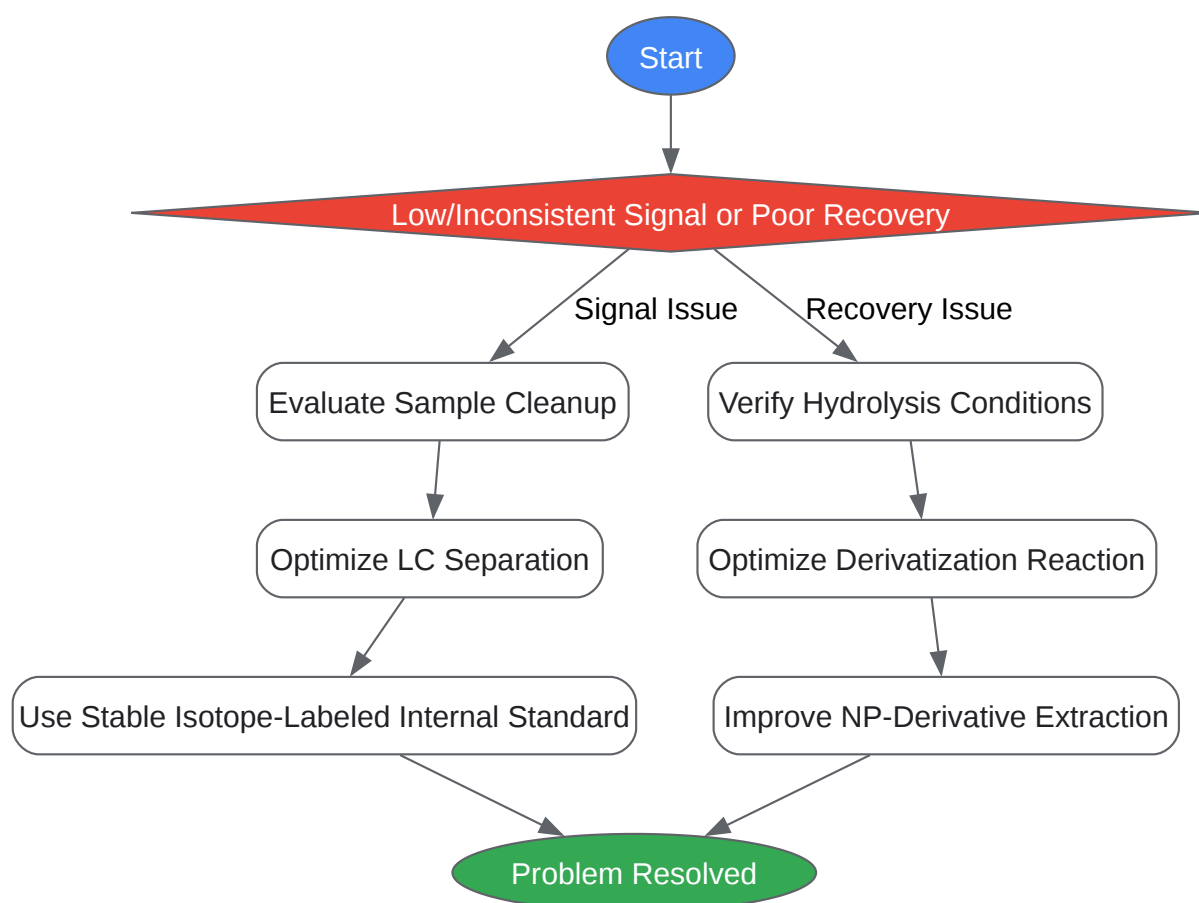 Start
Low/Inconsistent Signal or Poor Recovery
Signal Issue
Recovery Issue
Evaluate Sample Cleanup
Verify Hydrolysis Conditions
Optimize LC Separation
Optimize Derivatization Reaction
Use Stable Isotope-Labeled Internal Standard
Improve NP-Derivative Extraction
Problem Resolved